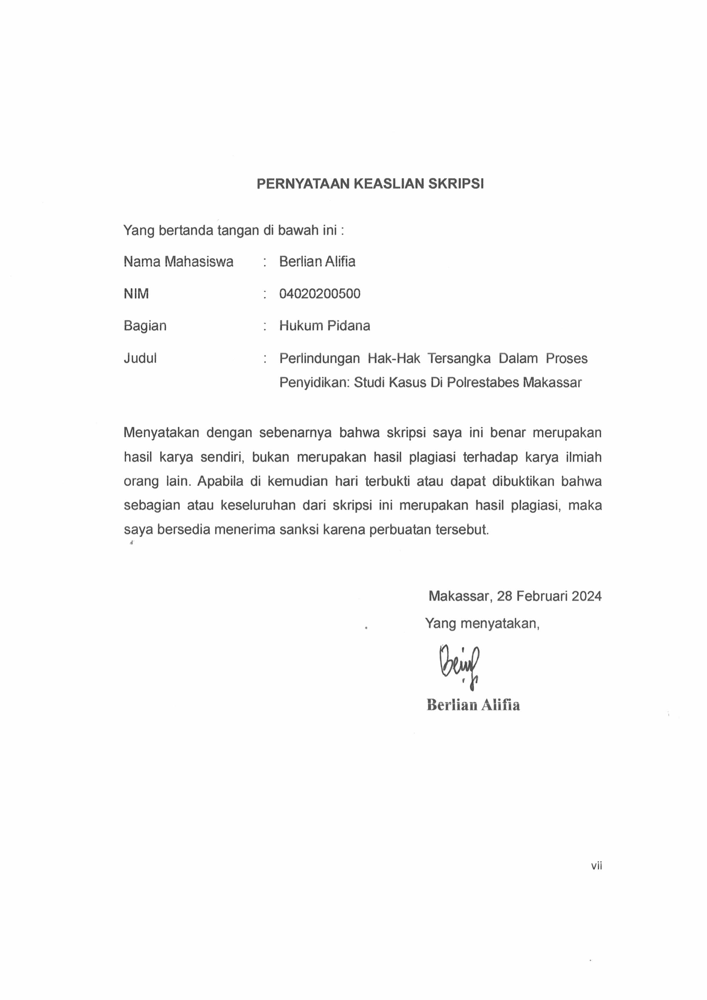 PERNYATAAN KEASLIAN SKRIPSI
Yang bertanda tangan di bawah ini :
Nama Mahasiswa : Berlian Alifia
NIM : 04020200500
Bagian : Hukum Pidana
Judul : Perlindungan Hak-Hak Tersangka Dalam Proses
Penyidikan: Studi Kasus Di Polrestabes Makassar
Menyatakan dengan sebenarnya bahwa skripsi saya ini benar merupakan
hasil karya sendiri, bukan merupakan hasil plagiasi terhadap karya ilmiah
orang lain. Apabila di kemudian hari terbukti atau dapat dibuktikan bahwa
sebagian atau keseluruhan dari skripsi ini merupakan hasil plagiasi, maka
saya bersedia menerima sanksi karena perbuatan tersebut.
Makassar, 28 Februari 2024
Yang menyatakan,
Berlian Alifia
vii